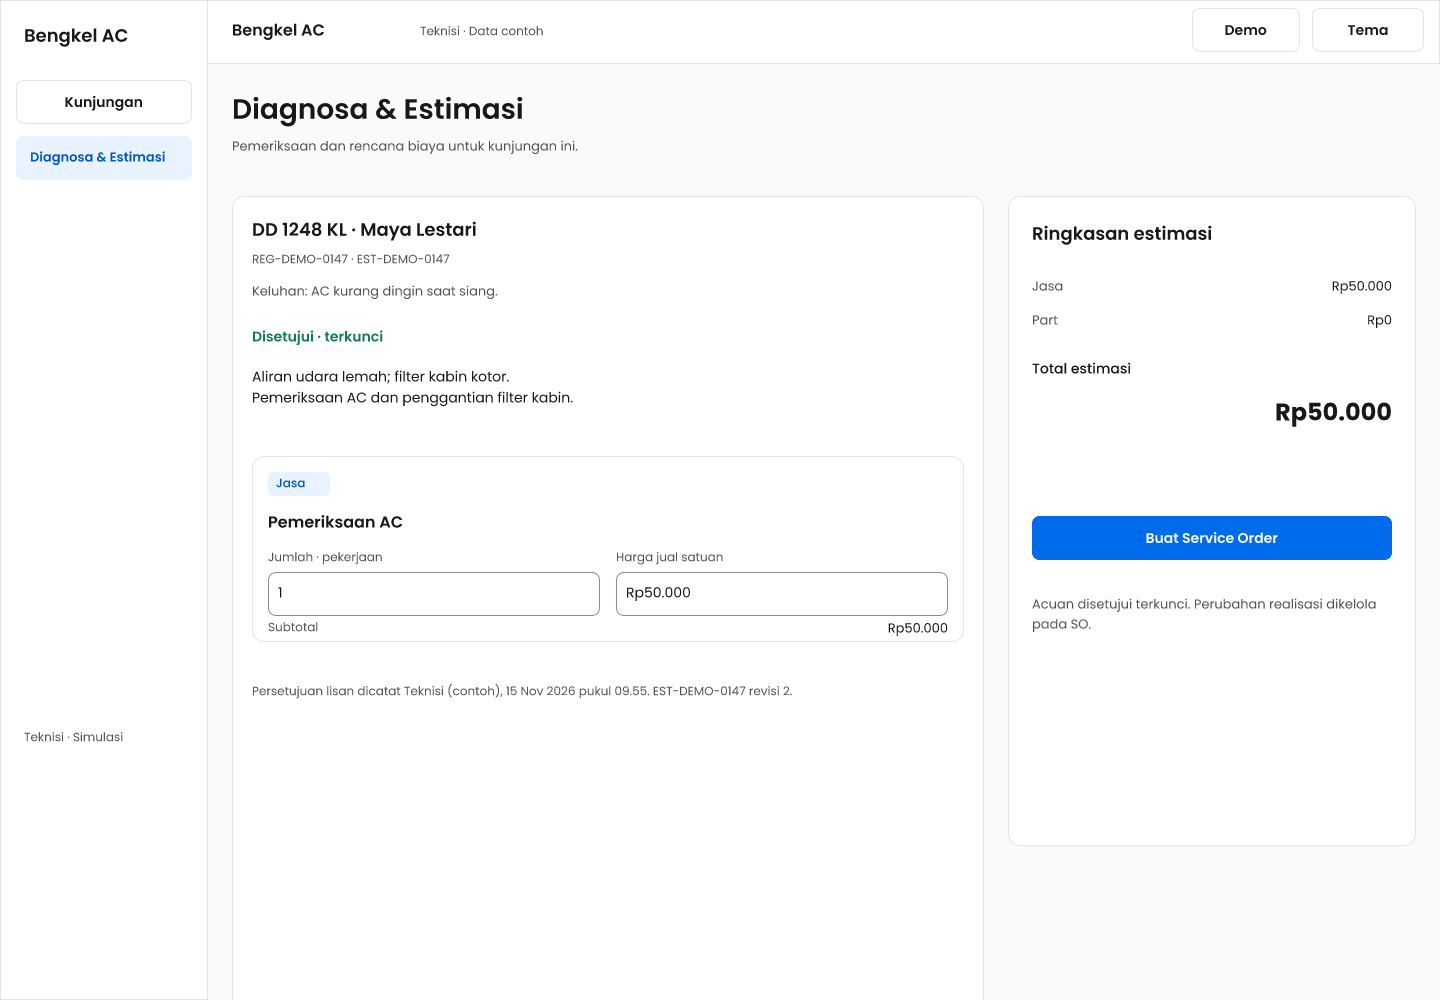 Bengkel AC
Kunjungan
Diagnosa & Estimasi
Teknisi · Simulasi
Bengkel AC
Teknisi · Data contoh
Demo
Tema
Diagnosa & Estimasi
Pemeriksaan dan rencana biaya untuk kunjungan ini.
DD 1248 KL · Maya Lestari
REG-DEMO-0147 · EST-DEMO-0147
Keluhan: AC kurang dingin saat siang.
Disetujui · terkunci
Aliran udara lemah; filter kabin kotor.
Pemeriksaan AC dan penggantian filter kabin.
Jasa
Pemeriksaan AC
Jumlah · pekerjaan
Harga jual satuan
1
Rp50.000
Subtotal
Rp50.000
Persetujuan lisan dicatat Teknisi (contoh), 15 Nov 2026 pukul 09.55. EST-DEMO-0147 revisi 2.
Ringkasan estimasi
Jasa
Rp50.000
Part
Rp0
Total estimasi
Rp50.000
Buat Service Order
Acuan disetujui terkunci. Perubahan realisasi dikelola
pada SO.